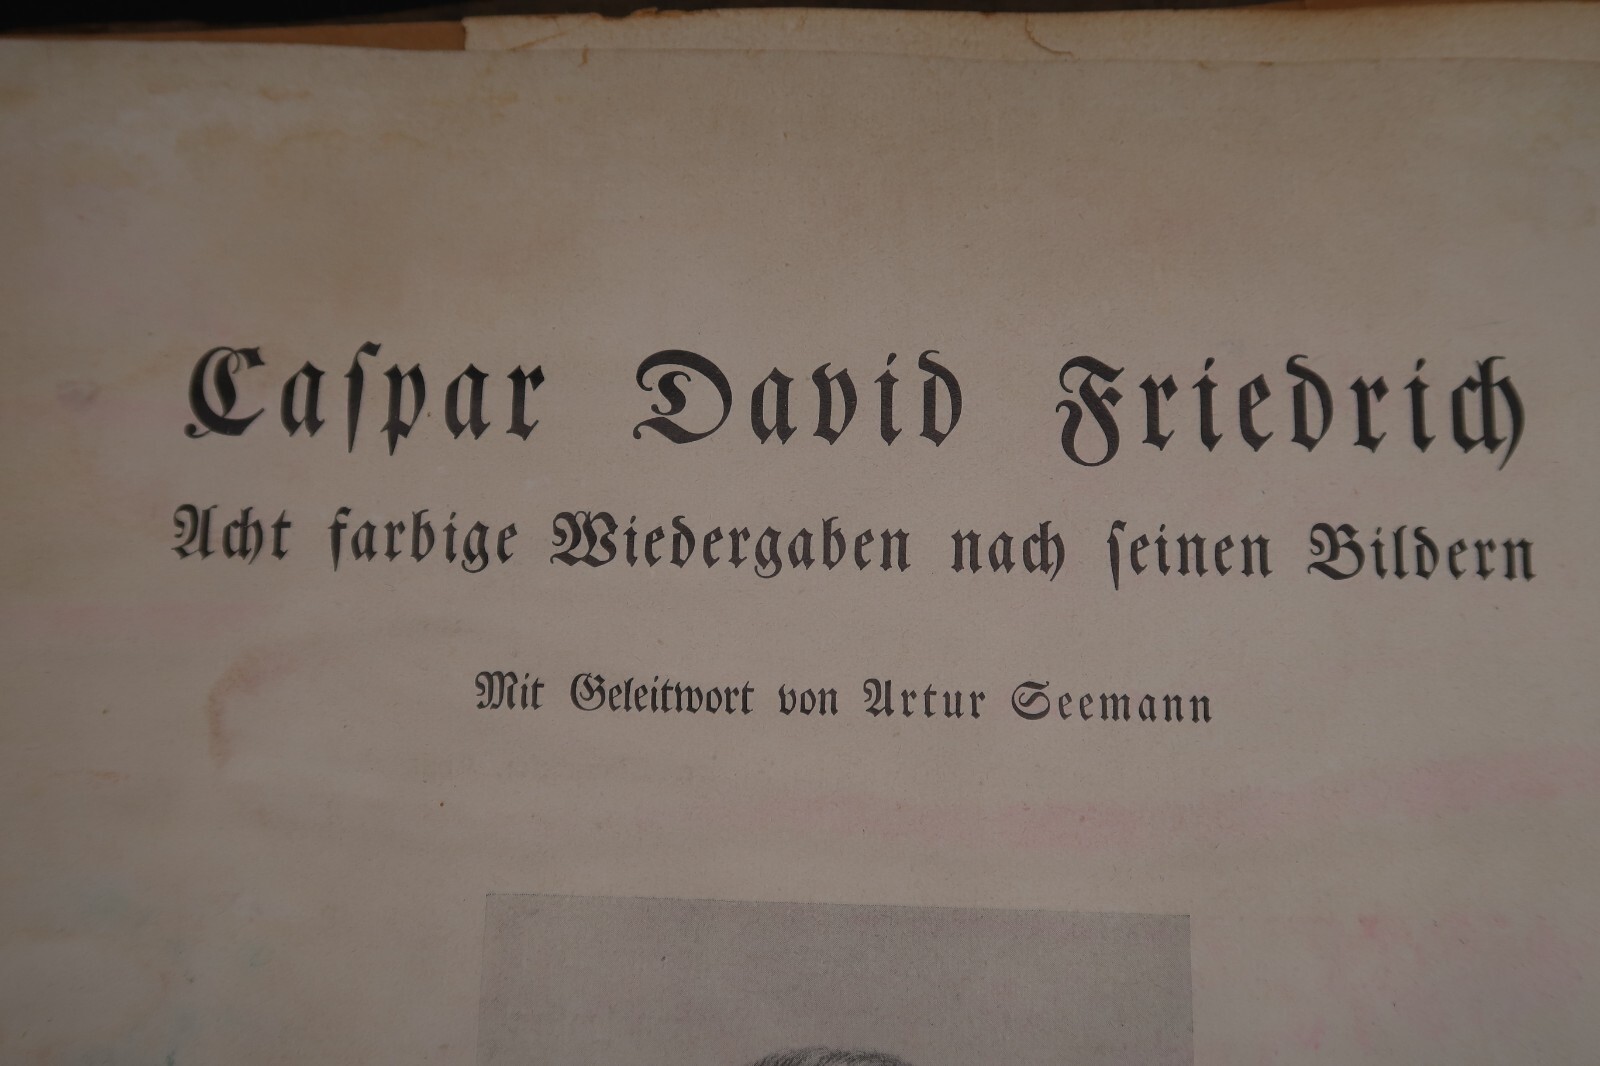 Caſpar David Friedrich
Acht farbige Wiedergaben nach ſeinen Bildern
Mit Geleitwort von Artur Seemann